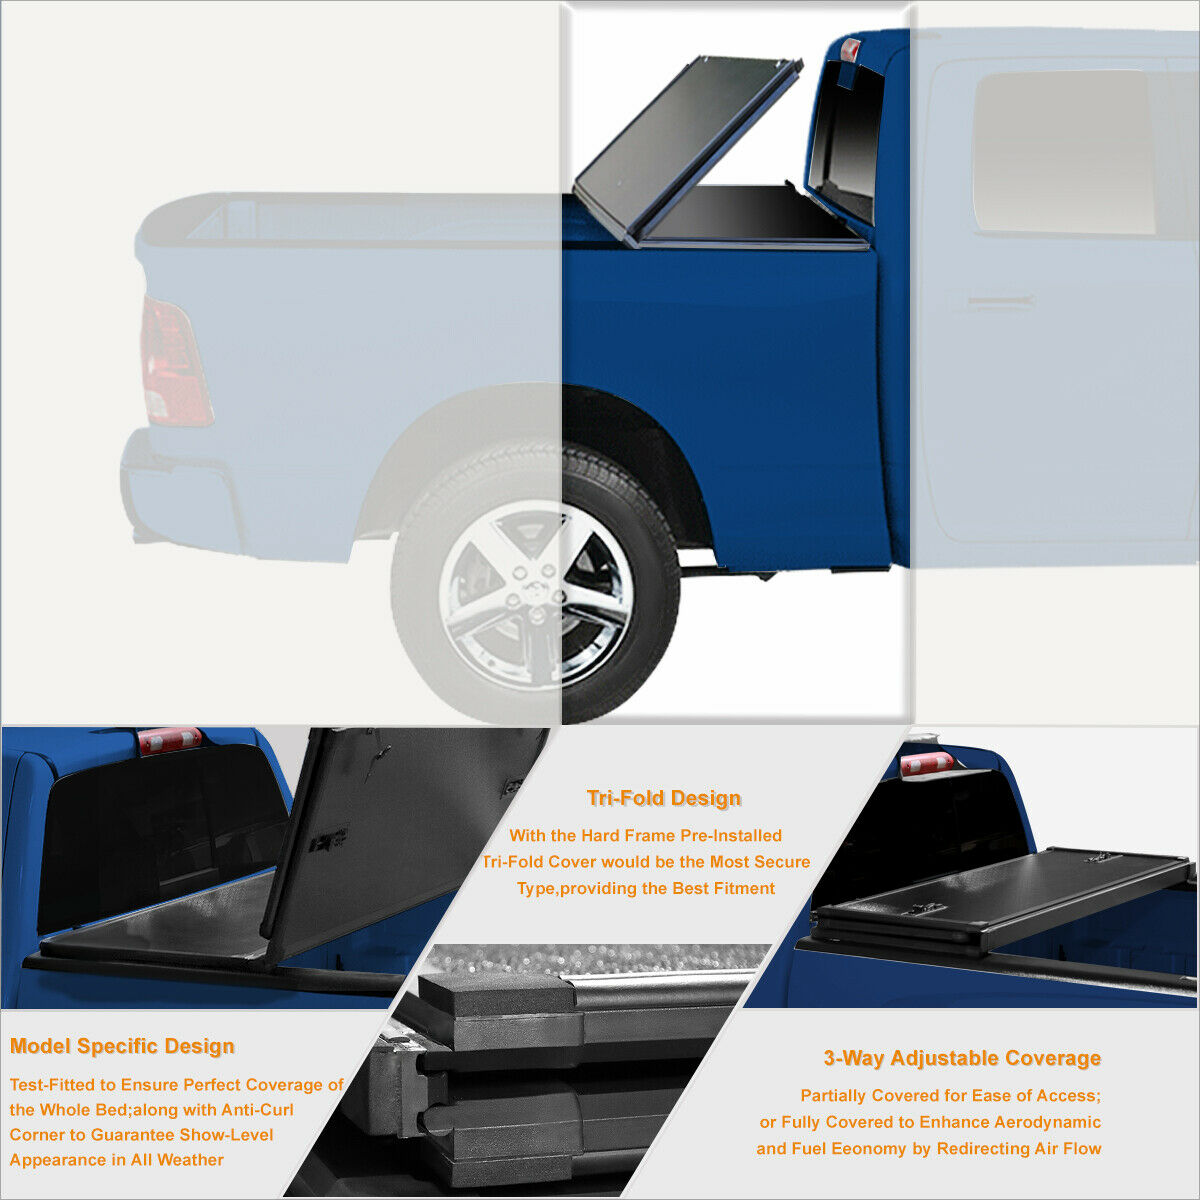 Tri-Fold Design
With the Hard Frame Pre-Installed
Tri-Fold Cover would be the Most Secure
Type,providing the Best Fitment
Model Specific Design
Test-Fitted to Ensure Perfect Coverage of
the Whole Bed;along with Anti-Curl
Corner to Guarantee Show-Level
Appearance in All Weather
3-Way Adjustable Coverage
Partially Covered for Ease of Access;
or Fully Covered to Enhance Aerodynamic
and Fuel Eeonomy by Redirecting Air Flow